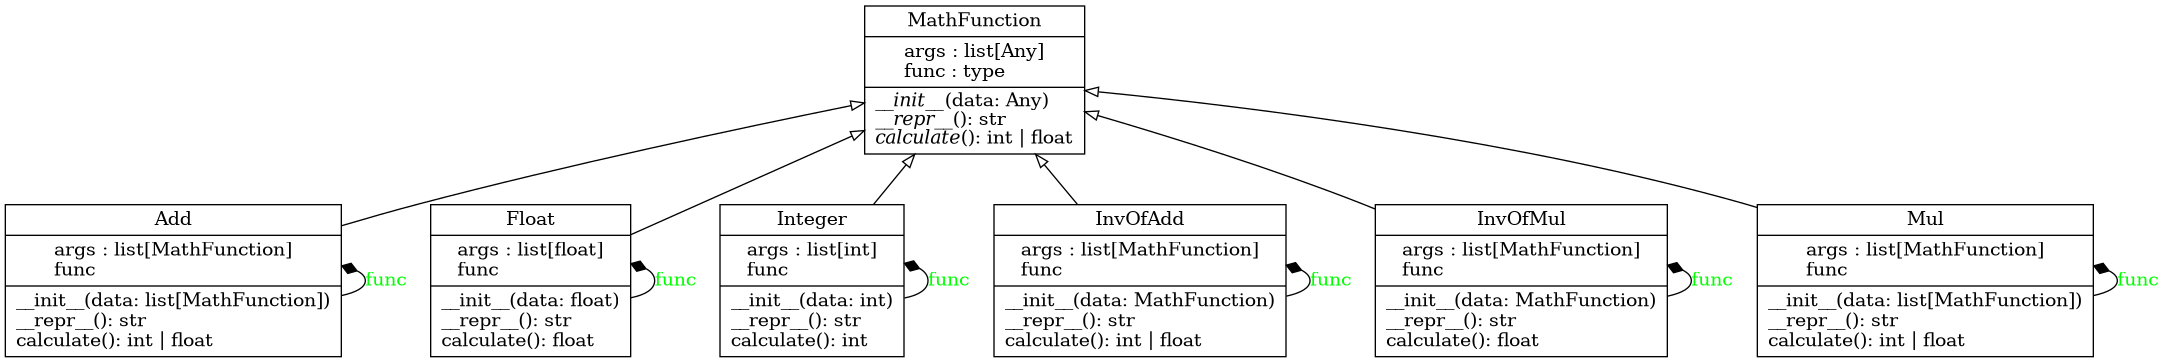 MathFunction
args : list[Any]
func : type
__init__(data: Any)
__repr__(): str
calculate(): int | float
Add
args : list[MathFunction]
func
__init__(data: list[MathFunction])
__repr__(): str
calculate(): int | float
func
Float
args : list[float]
func
__init__(data: float)
__repr__(): str
calculate(): float
func
Integer
args : list[int]
func
__init__(data: int)
__repr__(): str
calculate(): int
func
InvOfAdd
args : list[MathFunction]
func
__init__(data: MathFunction)
__repr__(): str
calculate(): int | float
func
InvOfMul
args : list[MathFunction]
func
__init__(data: MathFunction)
__repr__(): str
calculate(): float
func
Mul
args : list[MathFunction]
func
__init__(data: list[MathFunction])
__repr__(): str
calculate(): int | float
func